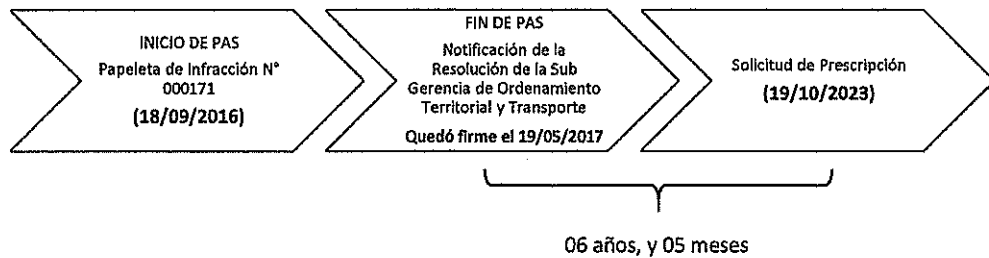 INICIO DE PAS
Papeleta de Infracción N°
000171
(18/09/2016)
FIN DE PAS
Notificación de la
Resolución de la Sub
Gerencia de Ordenamiento
Territorial y Transporte
Quedó firme el 19/05/2017
Solicitud de Prescripción
(19/10/2023)
06 años, y 05 meses